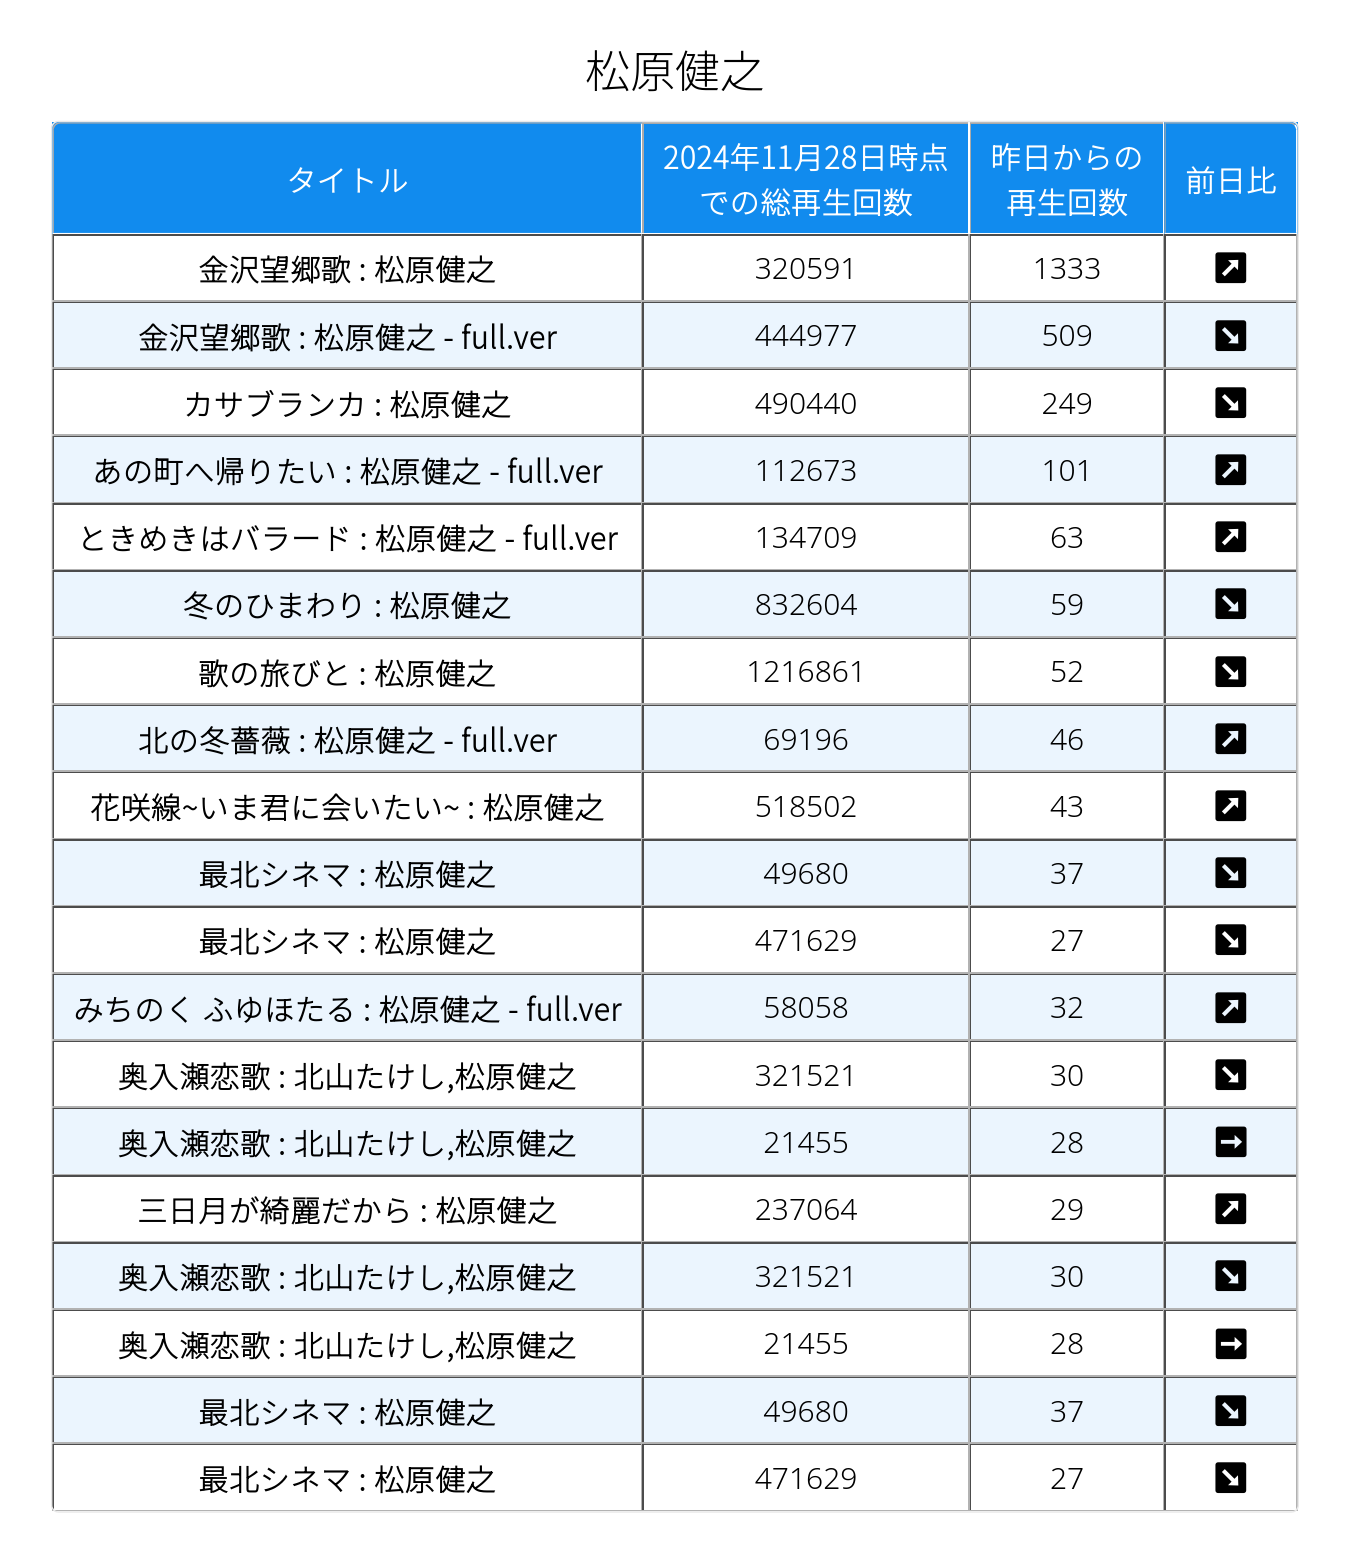 松原健之
タイトル 2024年11月28日時点での総再生回数 昨日からの再生回数 前日比
金沢望郷歌 : 松原健之 320591 1333 ↗
金沢望郷歌 : 松原健之 - full.ver 444977 509 ↘
カサブランカ : 松原健之 490440 249 ↘
あの町へ帰りたい : 松原健之 - full.ver 112673 101 ↗
ときめきはバラード : 松原健之 - full.ver 134709 63 ↗
冬のひまわり : 松原健之 832604 59 ↘
歌の旅びと : 松原健之 1216861 52 ↘
北の冬薔薇 : 松原健之 - full.ver 69196 46 ↗
花咲線~いま君に会いたい~ : 松原健之 518502 43 ↗
最北シネマ : 松原健之 49680 37 ↘
最北シネマ : 松原健之 471629 27 ↘
みちのく ふゆほたる : 松原健之 - full.ver 58058 32 ↗
奥入瀬恋歌 : 北山たけし,松原健之 321521 30 ↘
奥入瀬恋歌 : 北山たけし,松原健之 21455 28 →
三日月が綺麗だから : 松原健之 237064 29 ↗
奥入瀬恋歌 : 北山たけし,松原健之 321521 30 ↘
奥入瀬恋歌 : 北山たけし,松原健之 21455 28 →
最北シネマ : 松原健之 49680 37 ↘
最北シネマ : 松原健之 471629 27 ↘